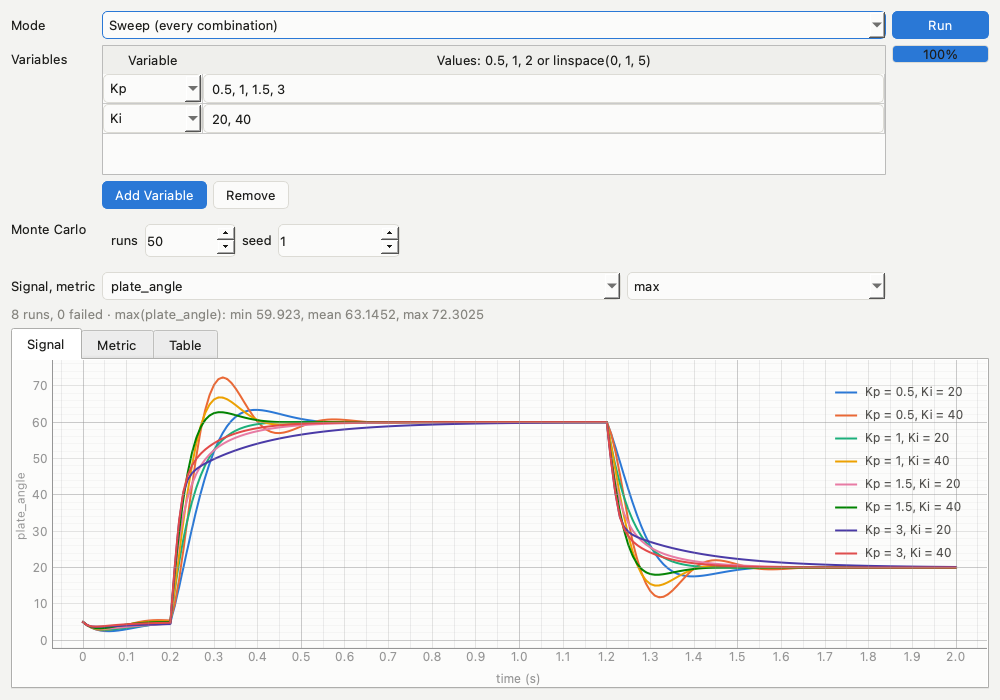 Mode Sweep (every combination) Run
Variables Variable Values: 0.5, 1, 2 or linspace(0, 1, 5) 100%
Kp 0.5, 1, 1.5, 3
Ki 20, 40
Add Variable Remove
Monte Carlo runs 50 seed 1
Signal, metric plate_angle max
8 runs, 0 failed · max(plate_angle): min 59.923, mean 63.1452, max 72.3025
Signal Metric Table
70
60
50
40
30
20
10
0
plate_angle
Kp = 0.5, Ki = 20
Kp = 0.5, Ki = 40
Kp = 1, Ki = 20
Kp = 1, Ki = 40
Kp = 1.5, Ki = 20
Kp = 1.5, Ki = 40
Kp = 3, Ki = 20
Kp = 3, Ki = 40
0 0.1 0.2 0.3 0.4 0.5 0.6 0.7 0.8 0.9 1.0 1.1 1.2 1.3 1.4 1.5 1.6 1.7 1.8 1.9 2.0
time (s)